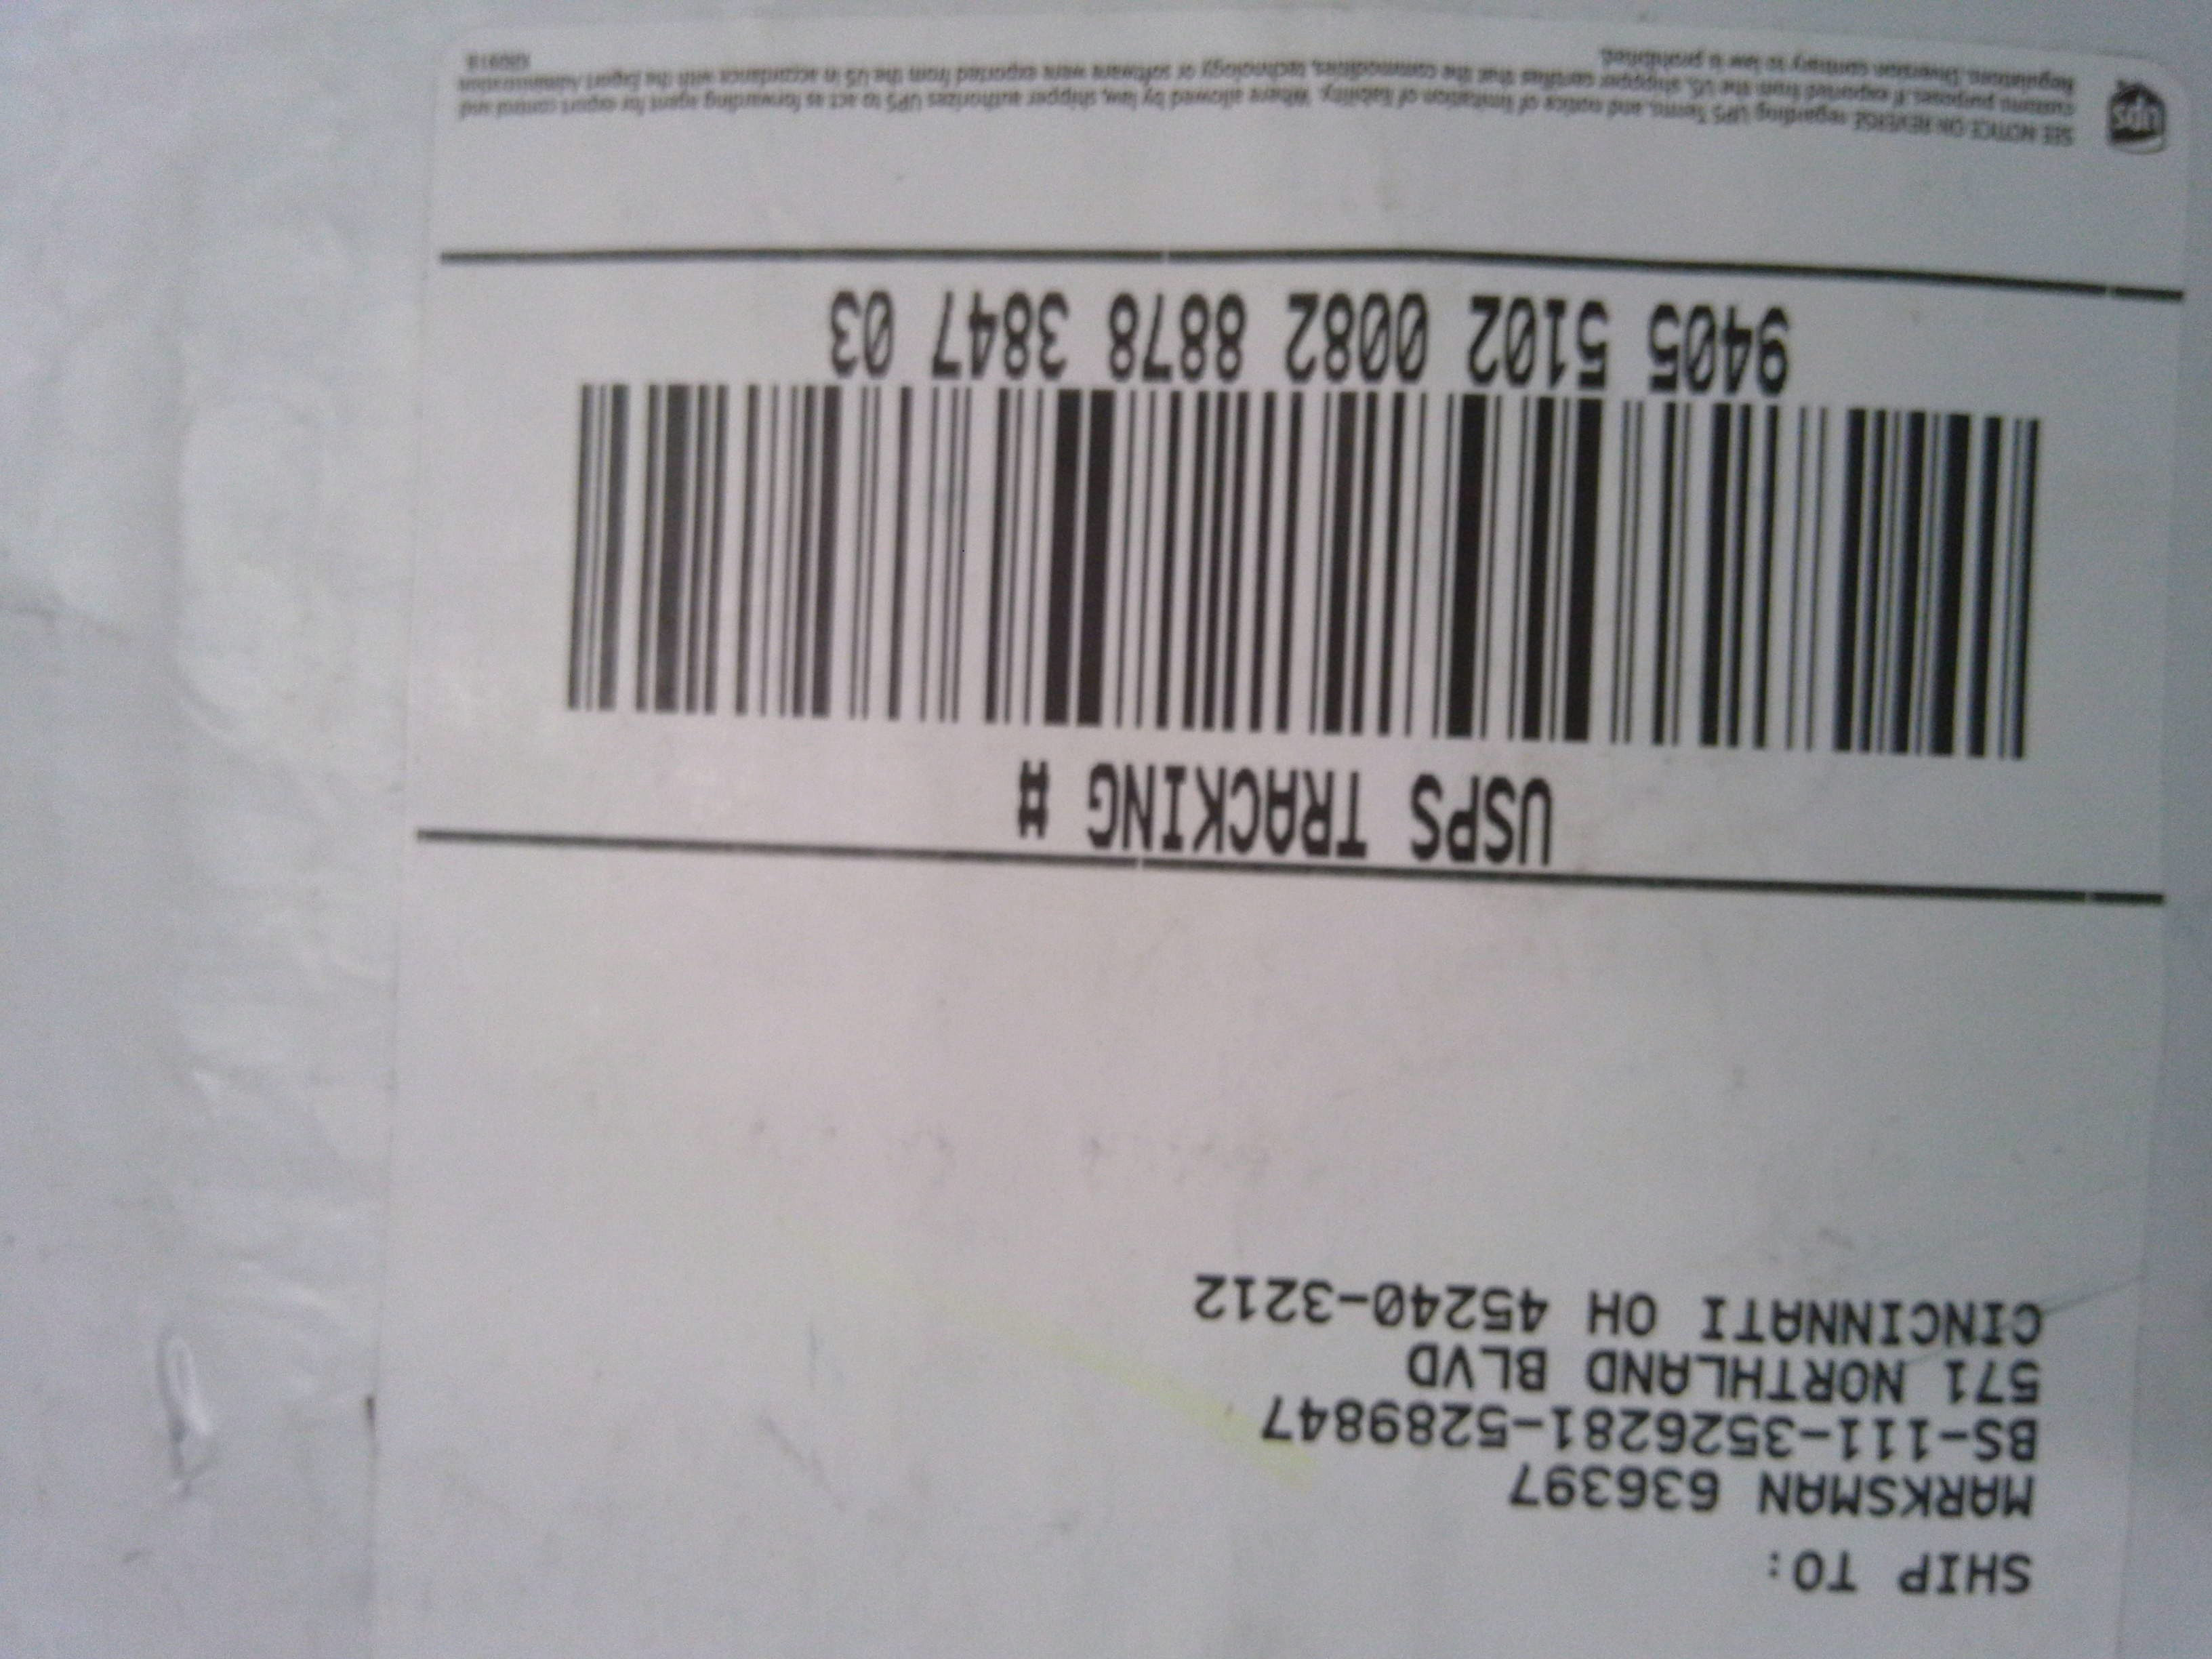 SHIP TO:
MARKSMAN 636397
BS-111-3526281-5289847
571 NORTHLAND BLVD
CINCINNATI OH 45240-3212
USPS TRACKING #
9405 5102 0082 8878 3847 03
ups
SEE NOTICE ON REVERSE regarding UPS Terms, and notice of limitation of liability. Where allowed by law, shipper authorizes UPS to act as forwarding agent for export control and
customs purposes. If exported from the US, shipper certifies that the commodities, technology or software were exported from the US in accordance with the Export Administration
Regulations. Diversion contrary to law is prohibited.